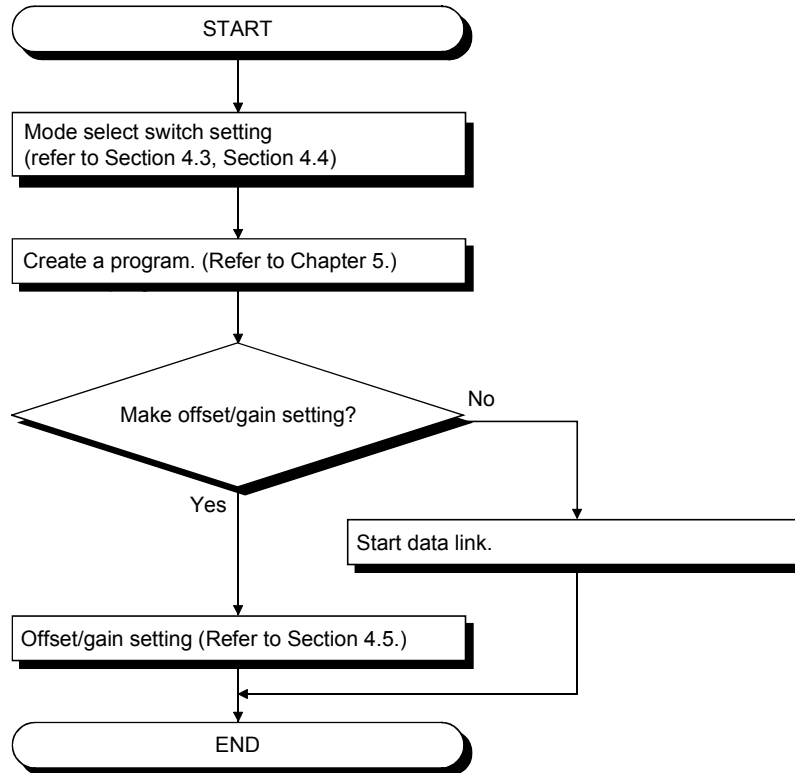 START
Mode select switch setting
(refer to Section 4.3, Section 4.4)
Create a program. (Refer to Chapter 5.)
Make offset/gain setting?
No
Yes
Start data link.
Offset/gain setting (Refer to Section 4.5.)
END